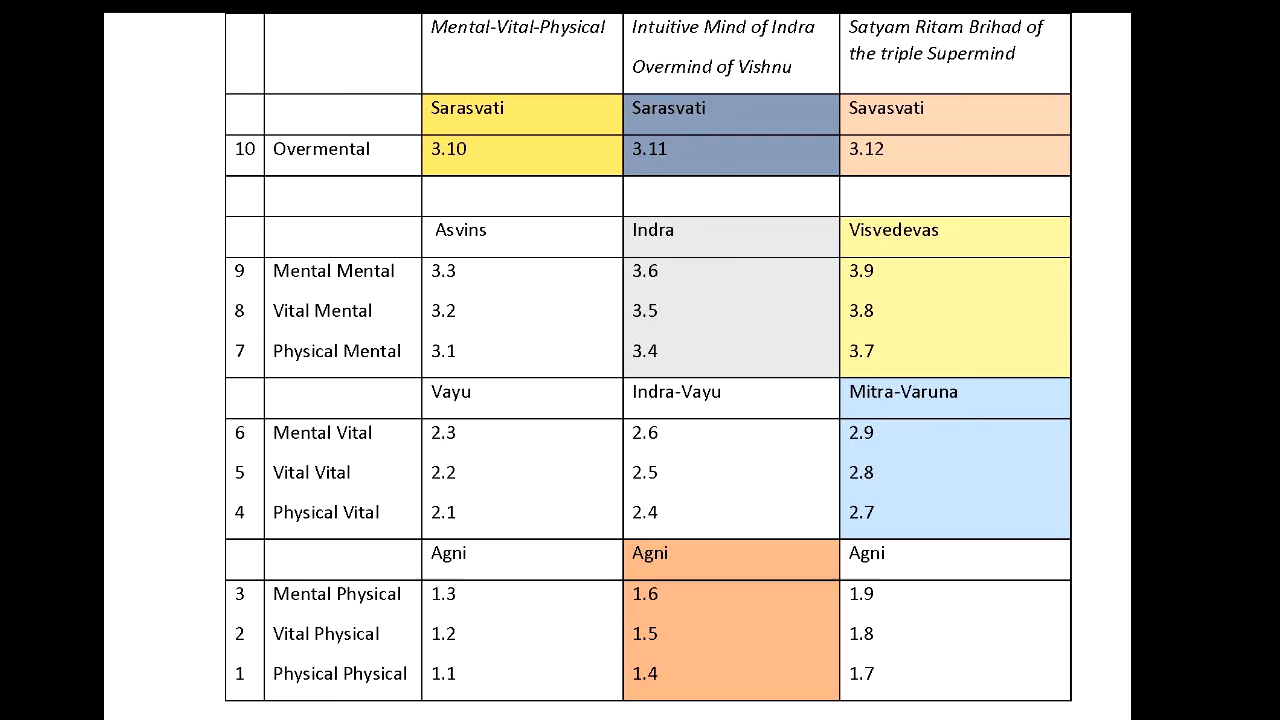 Mental-Vital-Physical
Intuitive Mind of Indra
Overmind of Vishnu
Satyam Ritam Brihad of
the triple Supermind
Sarasvati Sarasvati Savasvati
10 Overmental 3.10 3.11 3.12
Asvins Indra Visvedevas
9 Mental Mental 3.3 3.6 3.9
8 Vital Mental 3.2 3.5 3.8
7 Physical Mental 3.1 3.4 3.7
Vayu Indra-Vayu Mitra-Varuna
6 Mental Vital 2.3 2.6 2.9
5 Vital Vital 2.2 2.5 2.8
4 Physical Vital 2.1 2.4 2.7
Agni Agni Agni
3 Mental Physical 1.3 1.6 1.9
2 Vital Physical 1.2 1.5 1.8
1 Physical Physical 1.1 1.4 1.7